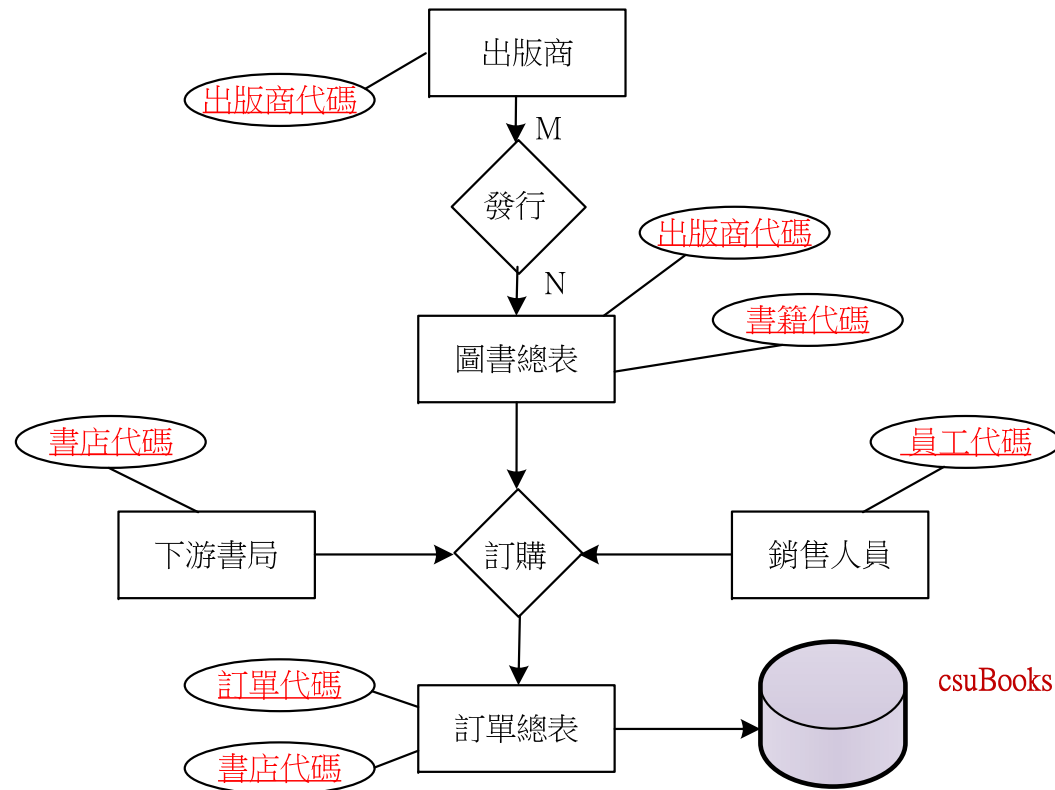 出版商
出版商代碼
M
發行
出版商代碼
N
書籍代碼
圖書總表
書店代碼
員工代碼
下游書局
訂購
銷售人員
訂單代碼
csuBooks
訂單總表
書店代碼